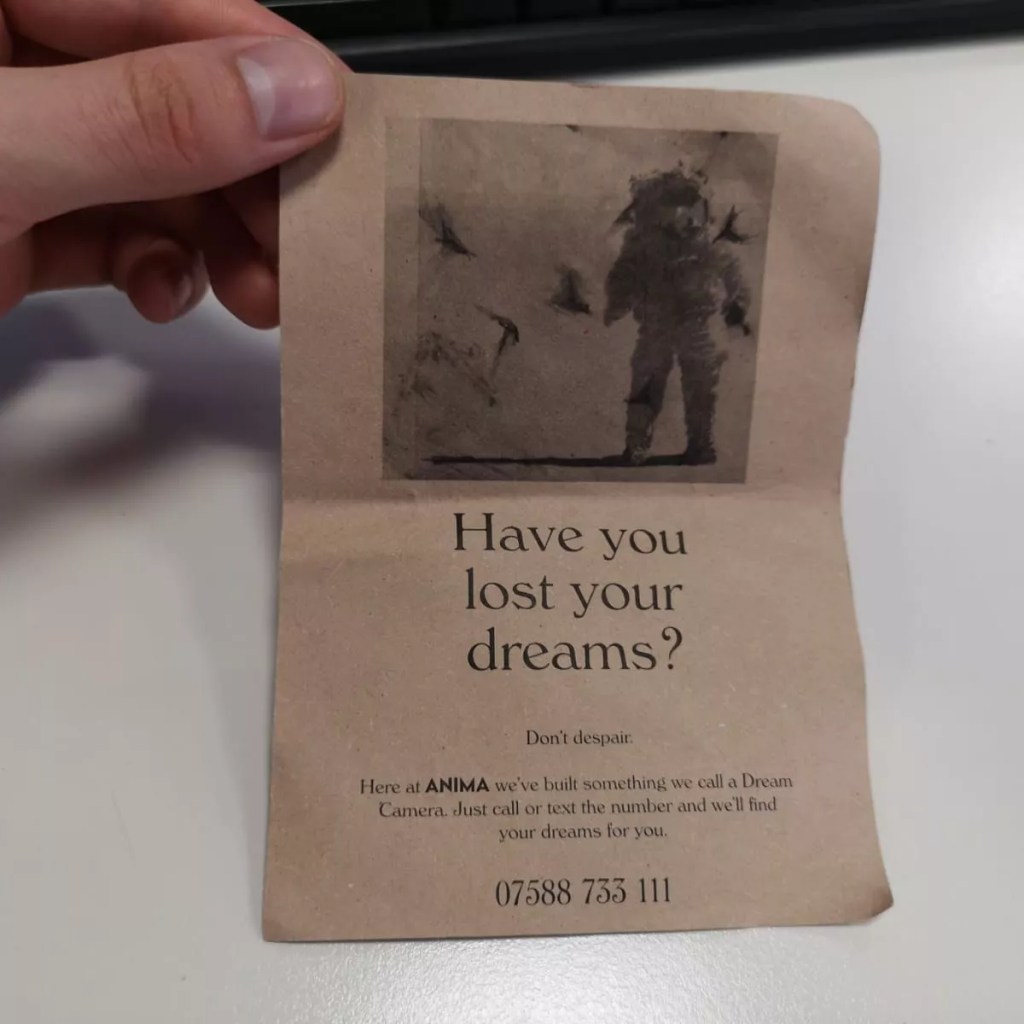 Have you
lost your
dreams?
Don't despair.
Here at ANIMA we've built something we call a Dream
Camera. Just call or text the number and we'll find
your dreams for you.
07588 733 111